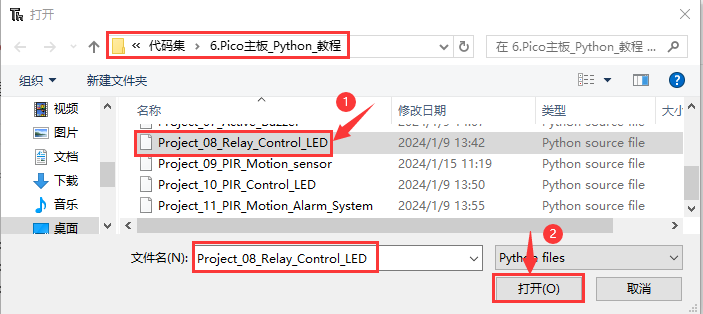 打开
« 代码集 › 6.Pico主板_Python_教程
在 6.Pico主板_Python_教程 ...
组织 新建文件夹
名称 修改日期 类型 大小
视频
图片
文档
下载
音乐
桌面
Project_07_Active_Buzzer
Project_08_Relay_Control_LED 2024/1/9 13:42 Python source file
Project_09_PIR_Motion_sensor 2024/1/15 11:19 Python source file
Project_10_PIR_Control_LED 2024/1/9 13:50 Python source file
Project_11_PIR_Motion_Alarm_System 2024/1/9 13:55 Python source file
1
2
文件名(N): Project_08_Relay_Control_LED Python files
打开(O) 取消